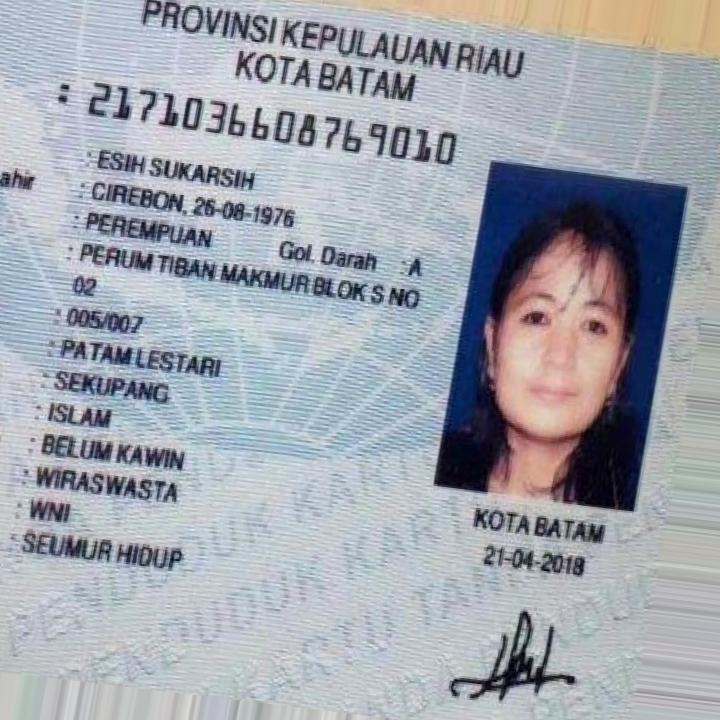 PROVINSI KEPULAUAN RIAU
KOTA BATAM
: 2171036608769010
: ESIH SUKARSIH
ahir : CIREBON, 26-08-1976
: PEREMPUAN Gol. Darah : A
: PERUM TIBAN MAKMUR BLOK S NO
02
: 005/007
: PATAM LESTARI
: SEKUPANG
: ISLAM
: BELUM KAWIN
: WIRASWASTA
: WNI
: SEUMUR HIDUP
KOTA BATAM
21-04-2018